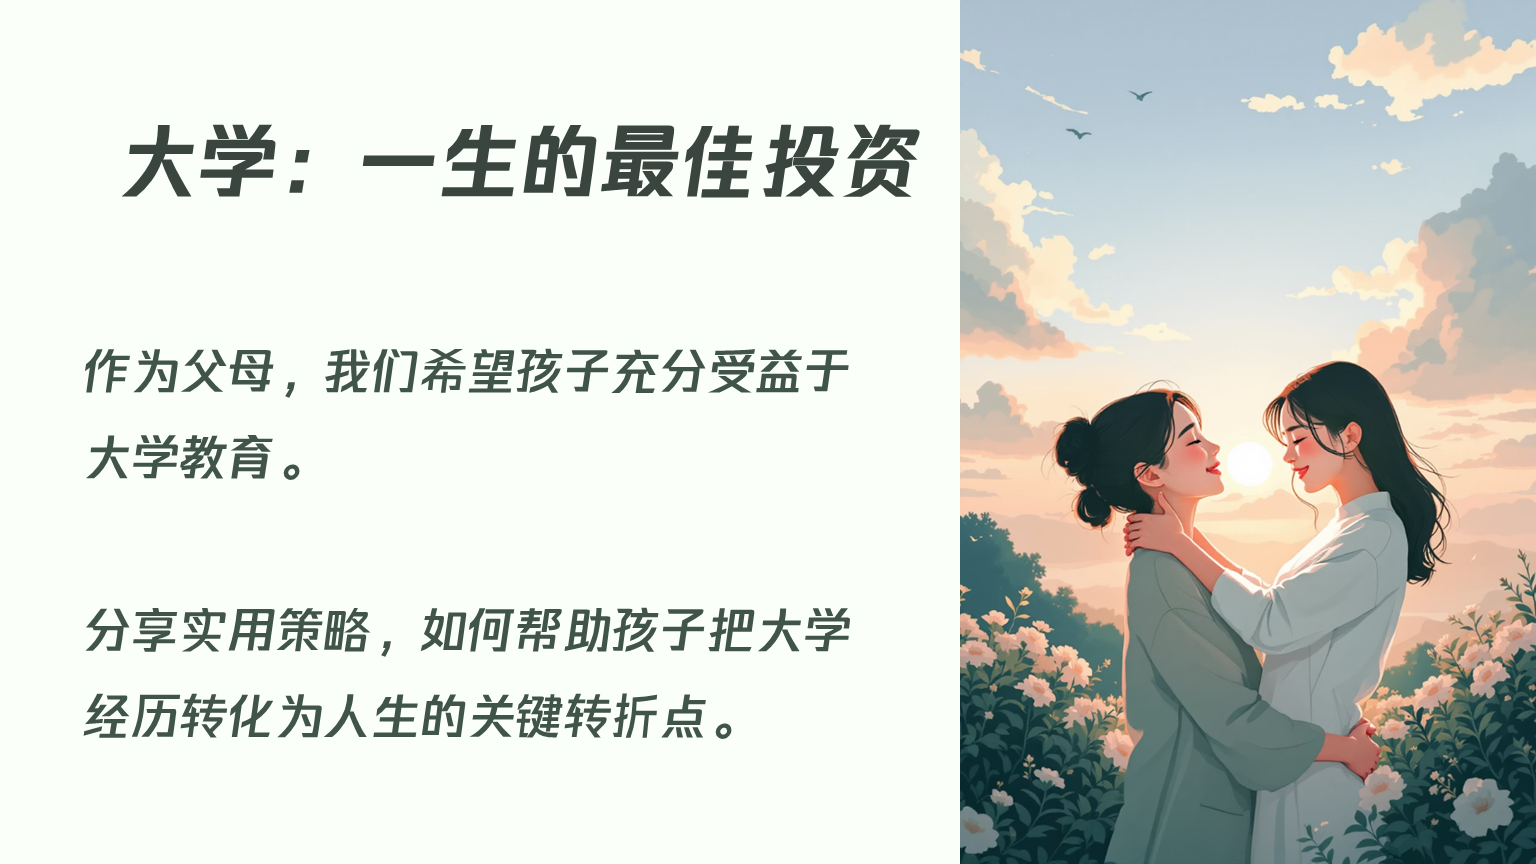 大学：一生的最佳投资
作为父母，我们希望孩子充分受益于
大学教育。
分享实用策略，如何帮助孩子把大学
经历转化为人生的关键转折点。